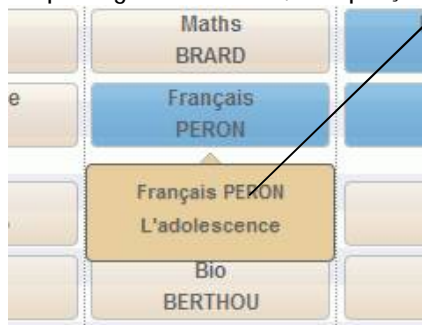 Maths
BRARD
e
Français
PERON
Français PERON
L'adolescence
Bio
BERTHOU